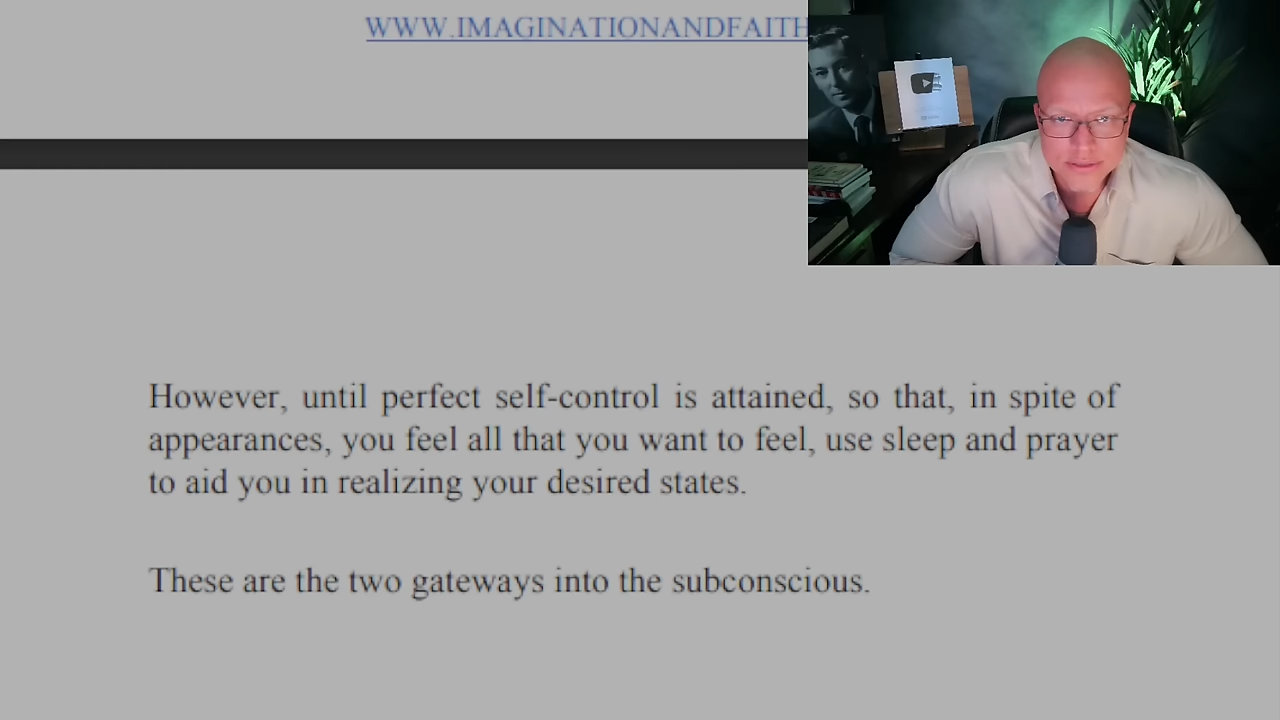 WWW.IMAGINATIONANDFAITH
However, until perfect self-control is attained, so that, in spite of
appearances, you feel all that you want to feel, use sleep and prayer
to aid you in realizing your desired states.
These are the two gateways into the subconscious.